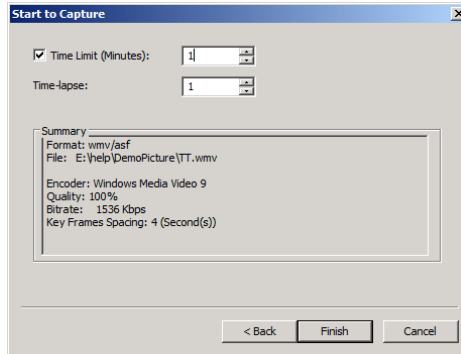 Start to Capture
Time Limit (Minutes): 1
Time-lapse: 1
Summary
Format: wmv/asf
File: E:\help\DemoPicture\TT.wmv
Encoder: Windows Media Video 9
Quality: 100%
Bitrate: 1536 Kbps
Key Frames Spacing: 4 (Second(s))
< Back Finish Cancel